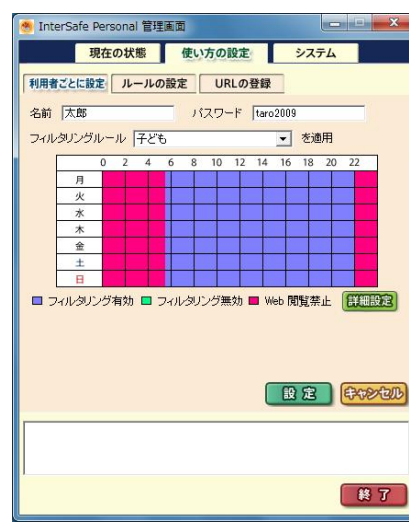 InterSafe Personal 管理画面
現在の状態 使い方の設定 システム
利用者ごとに設定 ルールの設定 URLの登録
名前 太郎 パスワード taro2009
フィルタリングルール 子ども を適用
0 2 4 6 8 10 12 14 16 18 20 22
月
火
水
木
金
土
日
フィルタリング有効 フィルタリング無効 Web 閲覧禁止 詳細設定
設定 キャンセル
終了